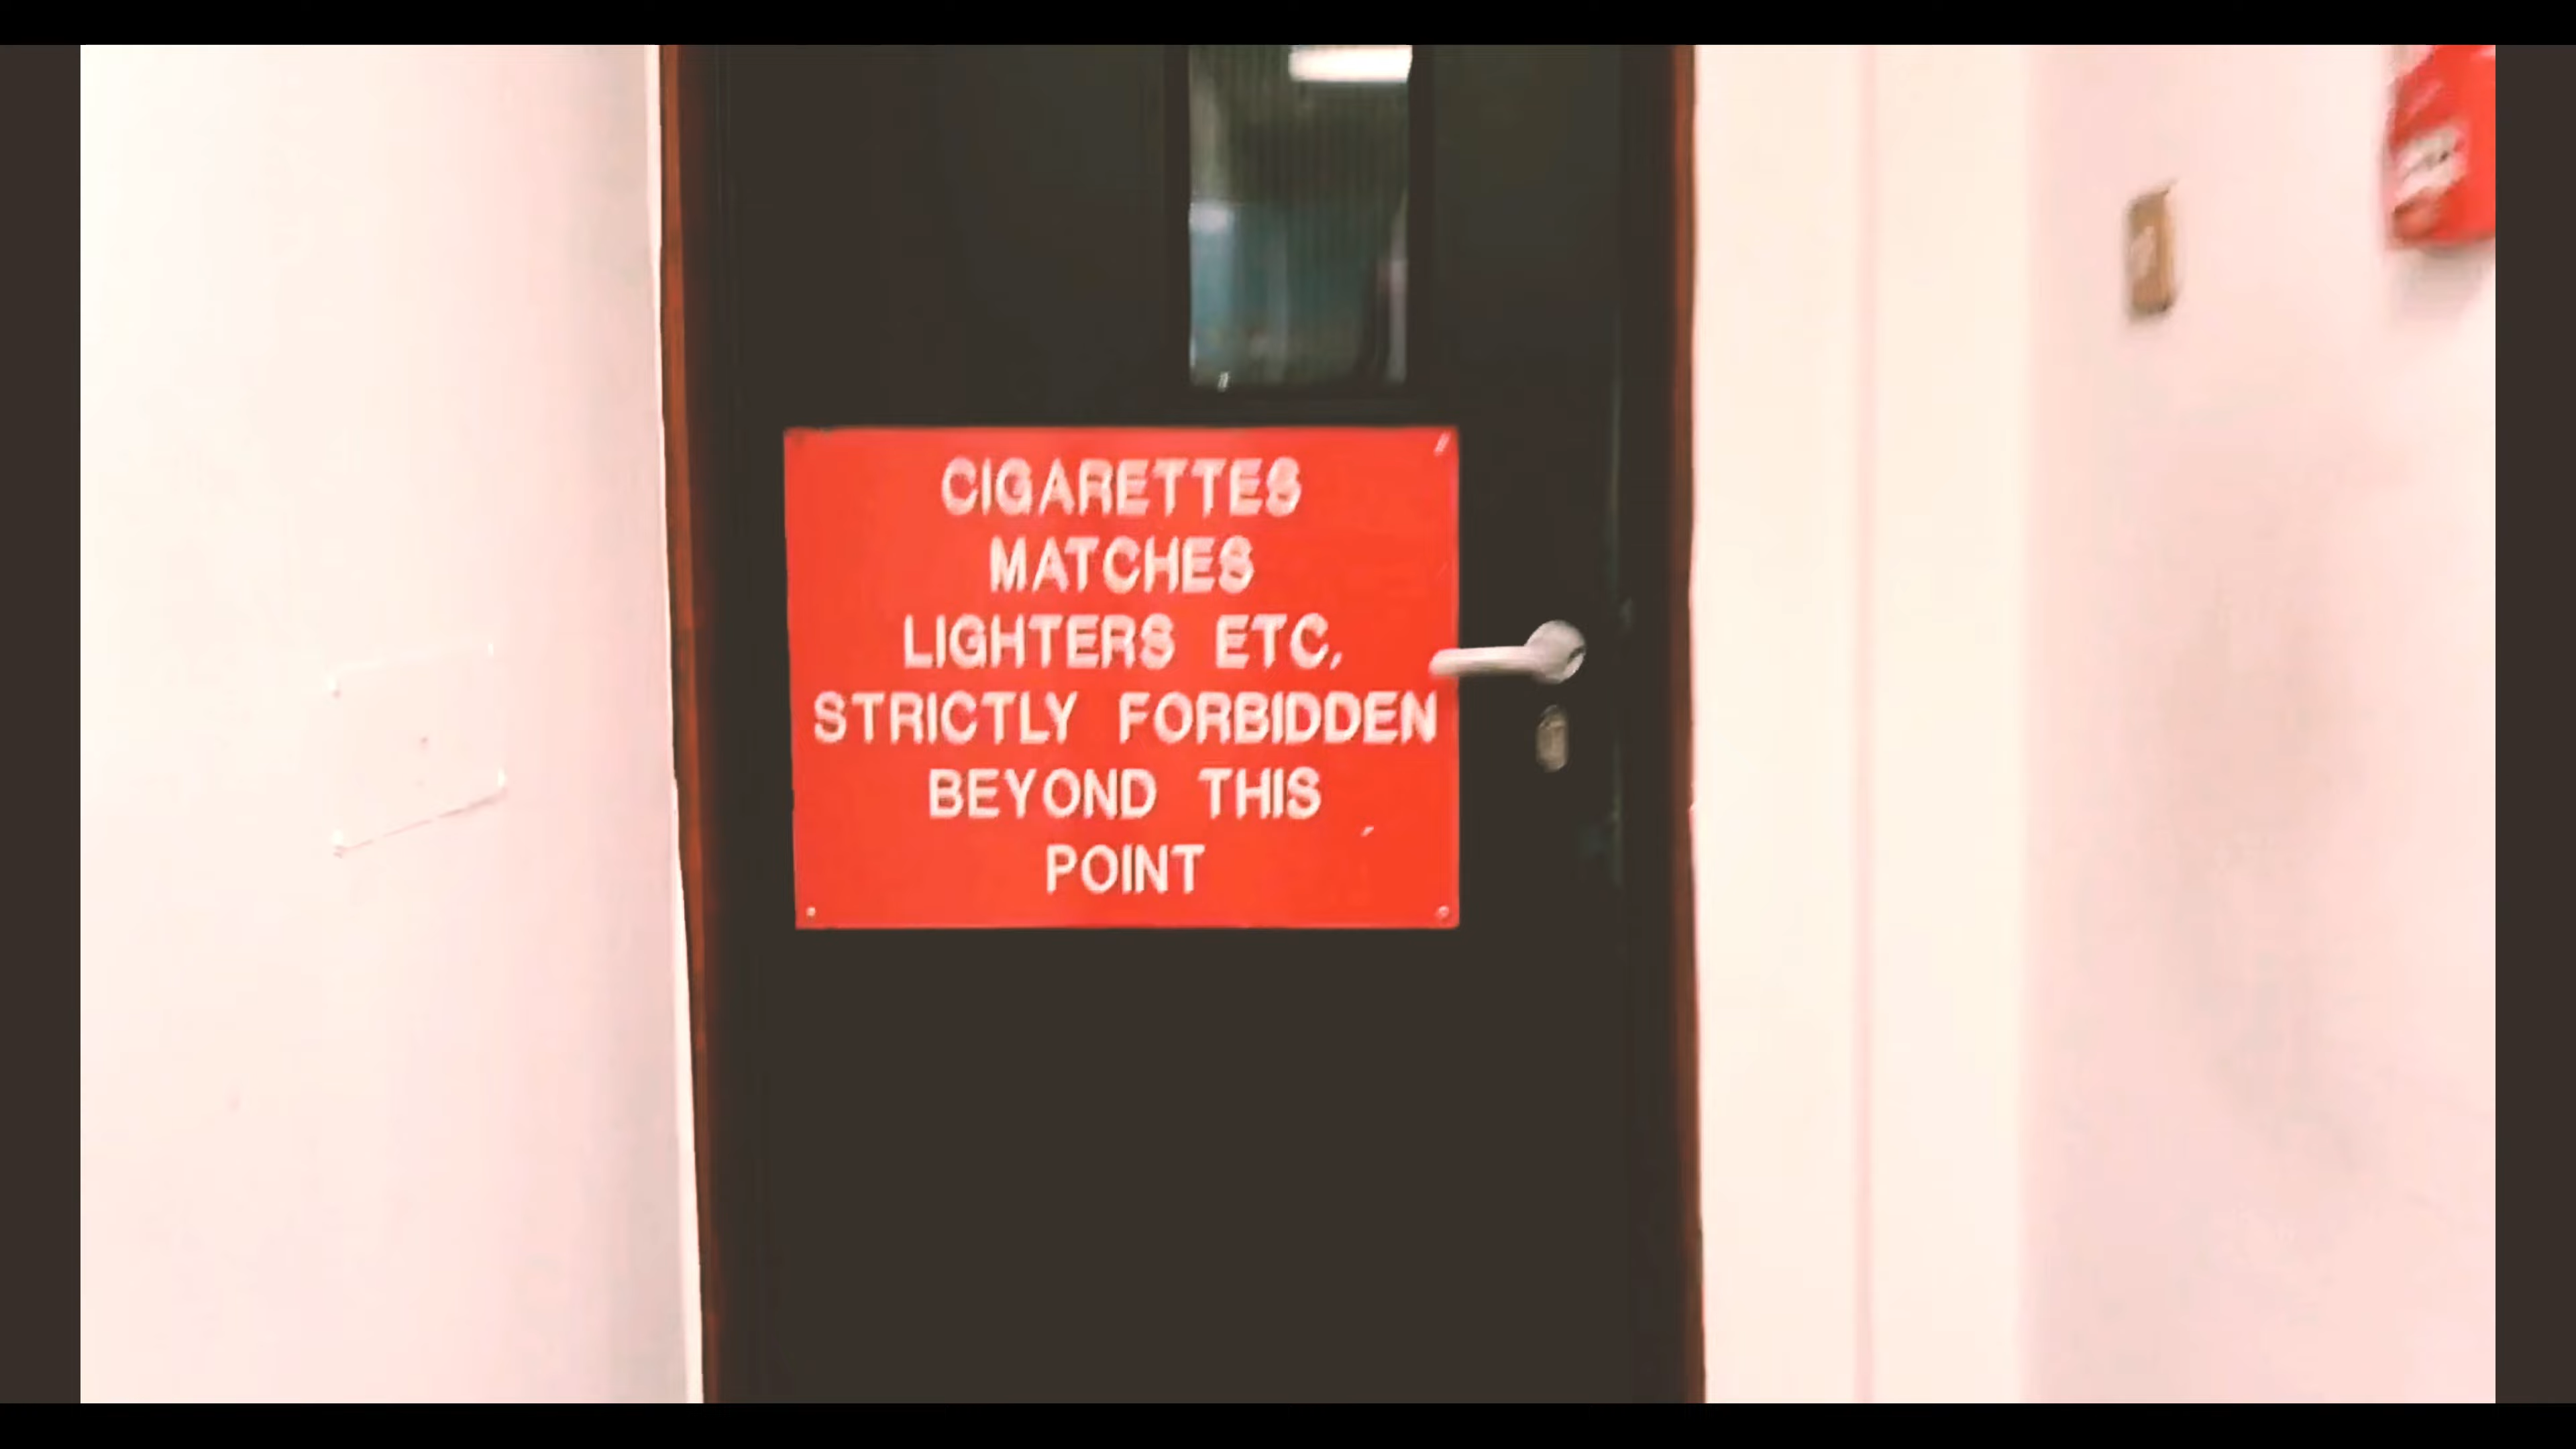 CIGARETTES
MATCHES
LIGHTERS ETC,
STRICTLY FORBIDDEN
BEYOND THIS
POINT